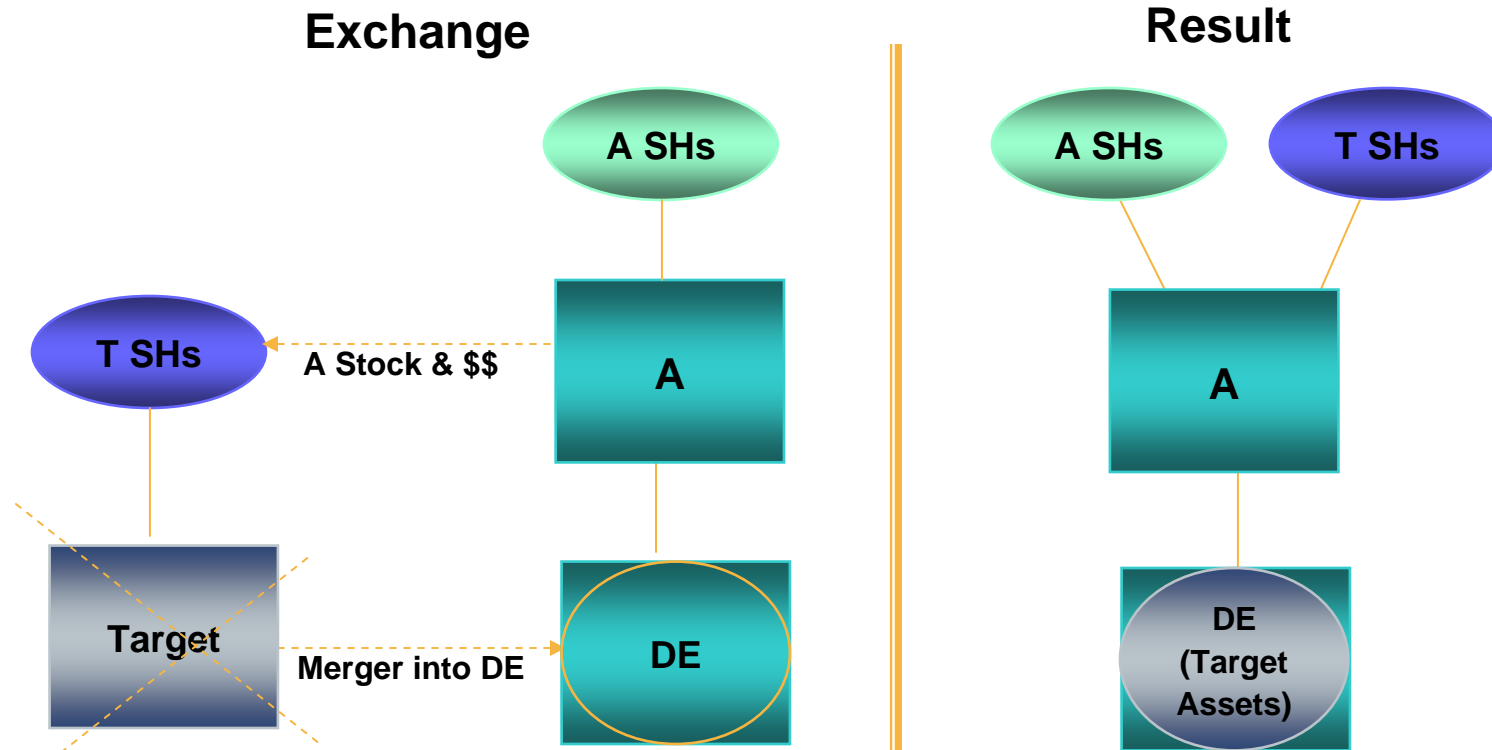 Exchange
A SHs
T SHs
A Stock & $$
A
Target
Merger into DE
DE
Result
A SHs
T SHs
A
DE
(Target
Assets)